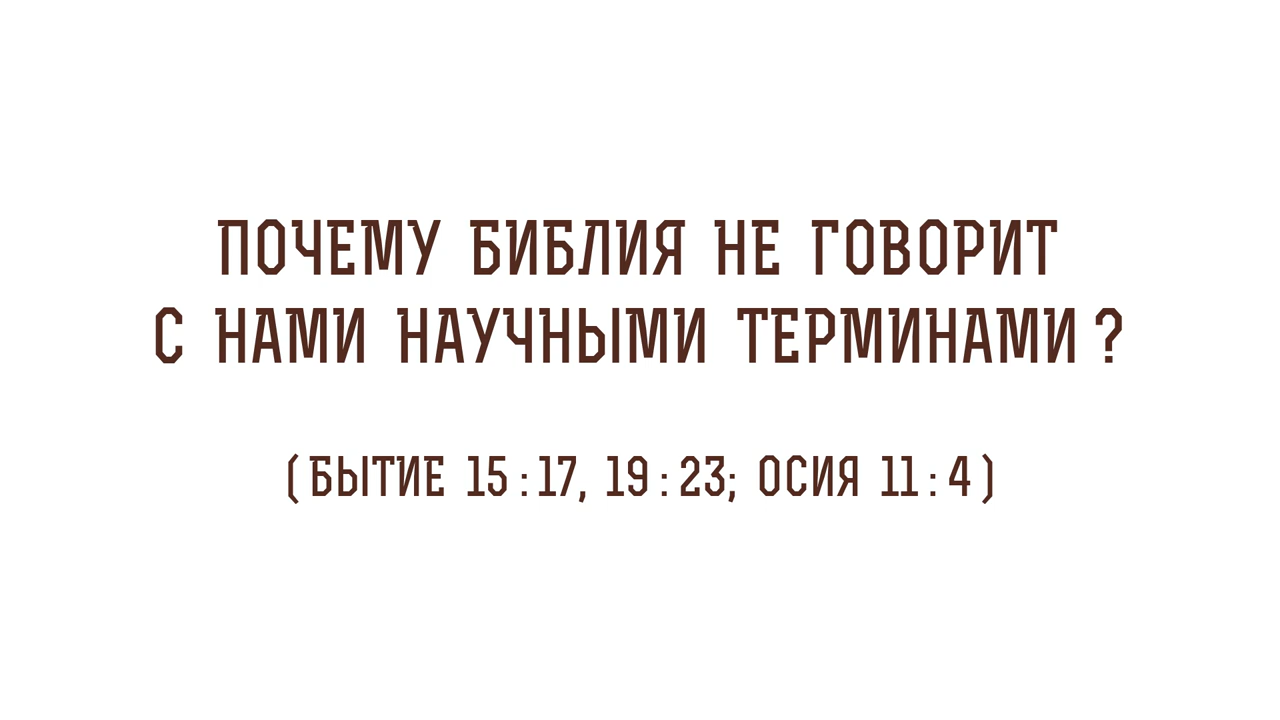 ПОЧЕМУ БИБЛИЯ НЕ ГОВОРИТ
С НАМИ НАУЧНЫМИ ТЕРМИНАМИ?
(БЫТИЕ 15:17, 19:23; ОСИЯ 11:4)